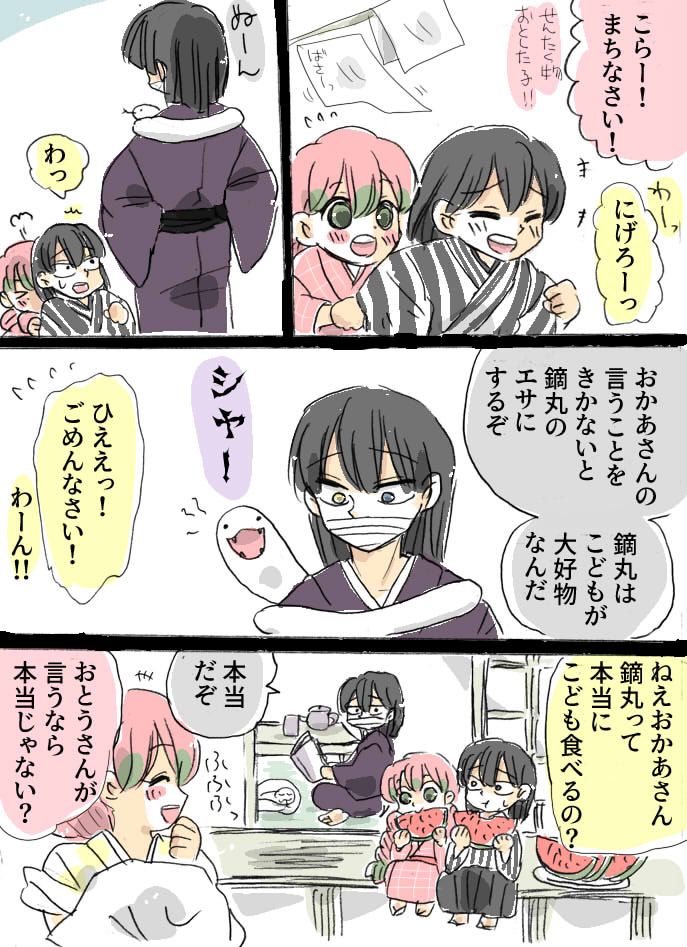 こらー！
まちなさい！
せんたく物
おとした子!!
ばさーっ
わーっ
にげろーっ
ぬーん
わっ
おかあさんの
言うことを
きかないと
鏑丸の
エサに
するぞ
鏑丸は
こどもが
大好物
なんだ
シャー！
ひええっ！
ごめんなさい！
わーん!!
ねえおかあさん
鏑丸って
本当に
こども食べるの？
本当
だぞ
ふふふっ
おとうさんが
言うなら
本当じゃない？